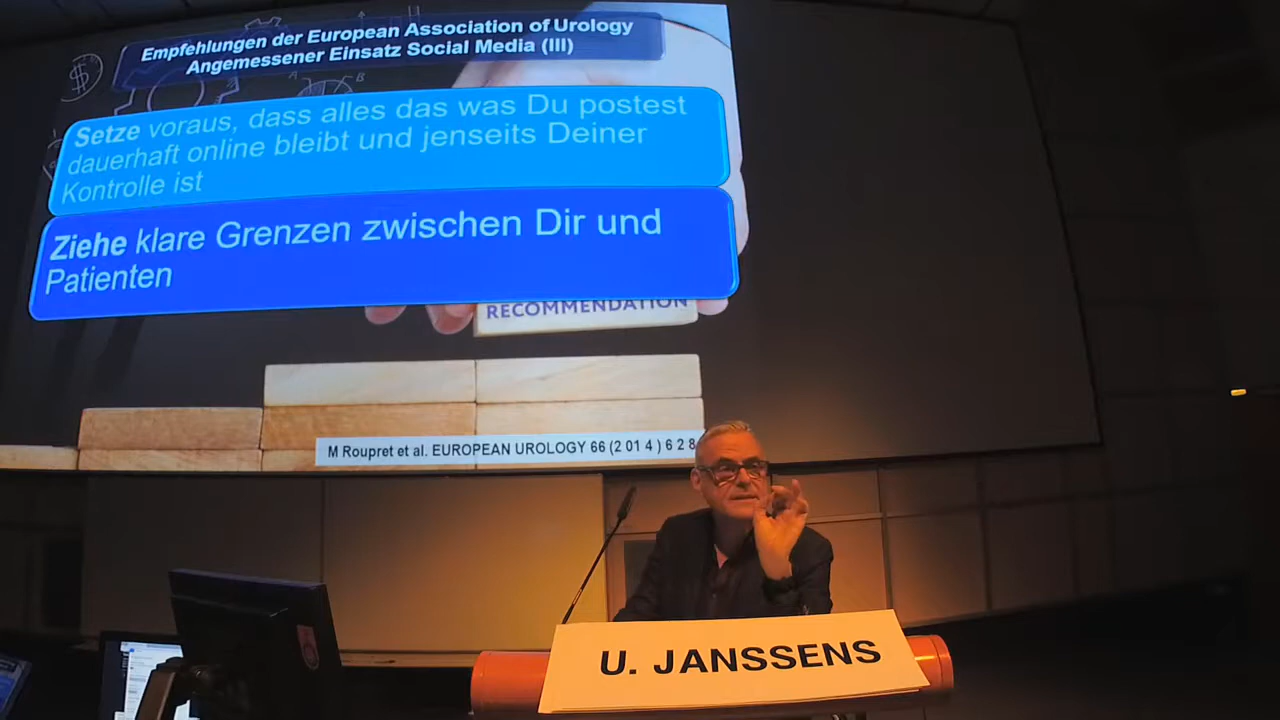 Empfehlungen der European Association of Urology
Angemessener Einsatz Social Media (III)
Setze voraus, dass alles das was Du postest
dauerhaft online bleibt und jenseits Deiner
Kontrolle ist
Ziehe klare Grenzen zwischen Dir und
Patienten
RECOMMENDATION
M Roupret et al. EUROPEAN UROLOGY 66 (2 01 4 ) 6 2 8
U. JANSSENS